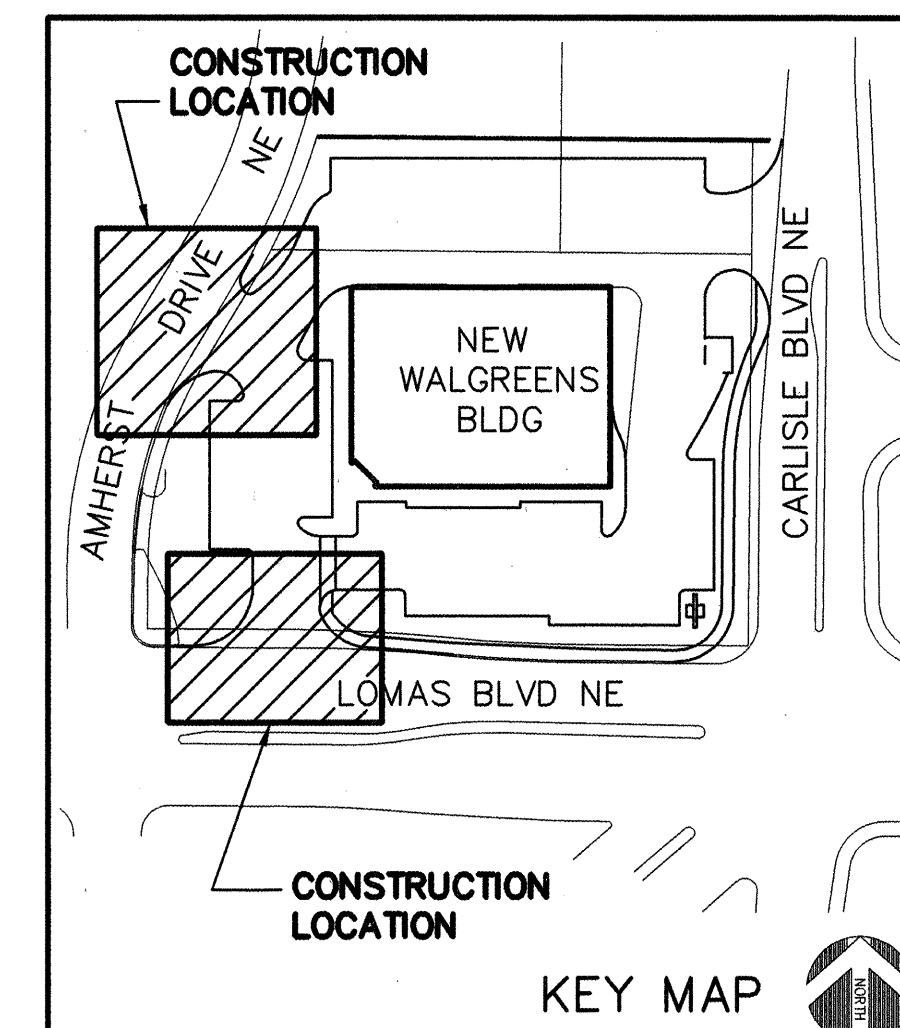 CONSTRUCTION
LOCATION
AMHERST DRIVE NE
NEW
WALGREENS
BLDG
CARLISLE BLVD NE
LOMAS BLVD NE
CONSTRUCTION
LOCATION
KEY MAP
NORTH